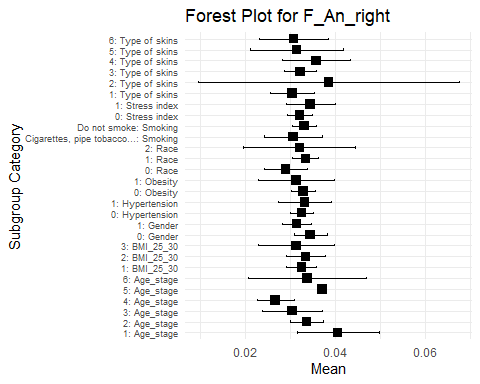 Forest Plot for F_An_right
Subgroup Category
6: Type of skins
5: Type of skins
4: Type of skins
3: Type of skins
2: Type of skins
1: Type of skins
1: Stress index
0: Stress index
Do not smoke: Smoking
Cigarettes, pipe tobacco...: Smoking
2: Race
1: Race
0: Race
1: Obesity
0: Obesity
1: Hypertension
0: Hypertension
1: Gender
0: Gender
3: BMI_25_30
2: BMI_25_30
1: BMI_25_30
6: Age_stage
5: Age_stage
4: Age_stage
3: Age_stage
2: Age_stage
1: Age_stage
0.02 0.04 0.06
Mean